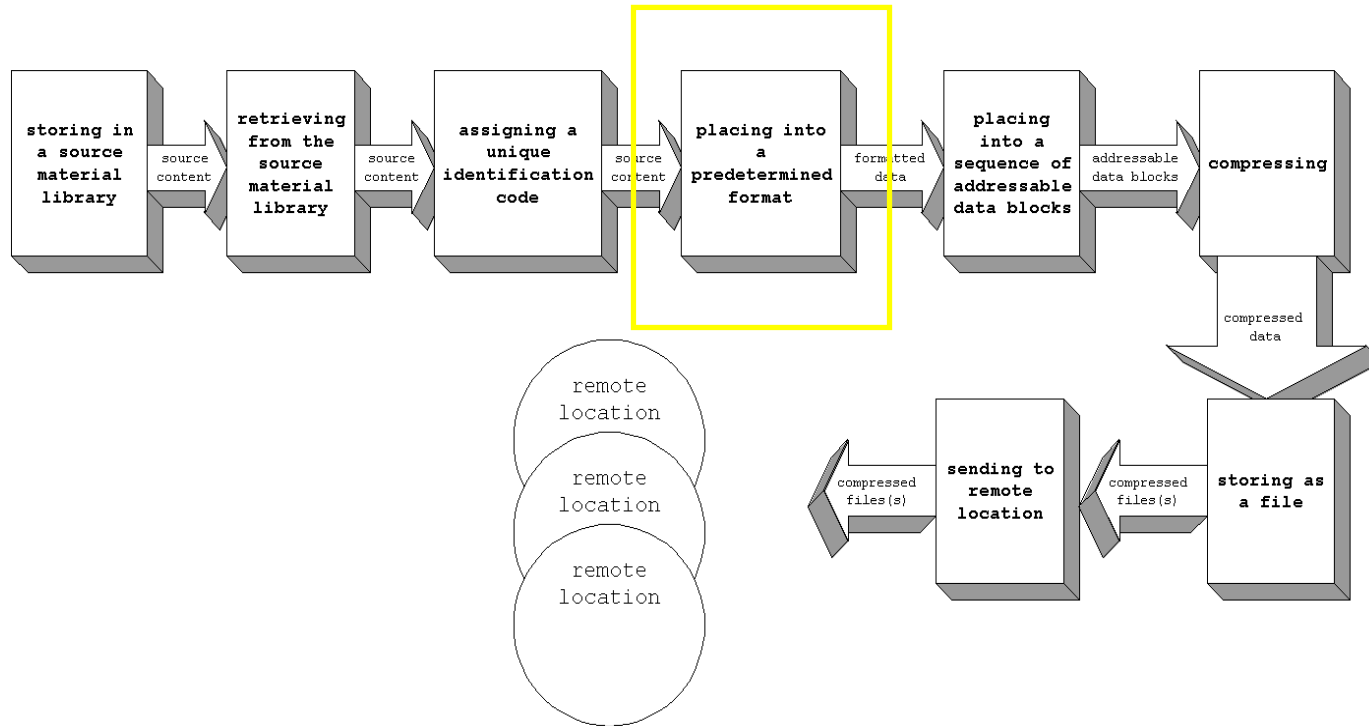 storing in
a source
material
library
source
content
retrieving
from the
source
material
library
source
content
assigning a
unique
identification
code
source
content
placing into
a
predetermined
format
formatted
data
placing
into a
sequence of
addressable
data blocks
addressable
data blocks
compressing
compressed
data
storing as
a file
compressed
files(s)
sending to
remote
location
compressed
files(s)
remote
location
remote
location
remote
location